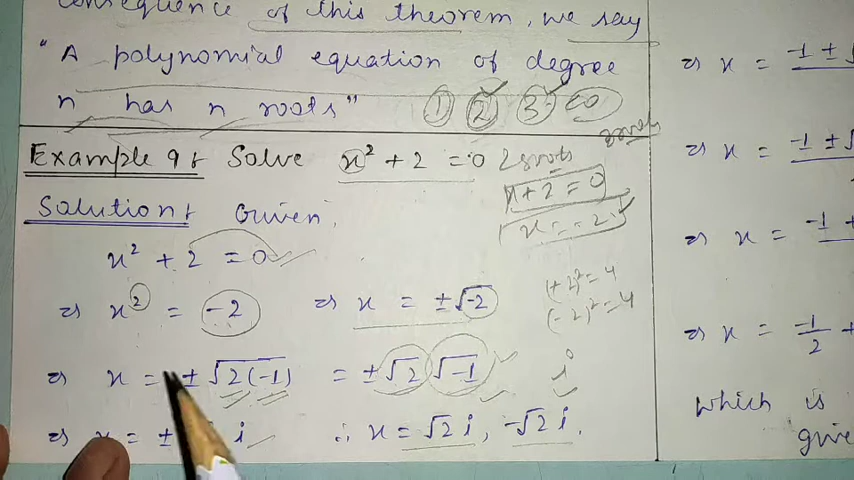 consequence of this theorem, we say
"A polynomial equation of degree
n has n roots" 1 2 3
Example 9: Solve x² + 2 = 0 2 roots
x + 2 = 0
x = -2
Solution: Given,
x² + 2 = 0
⇒ x² = -2 ⇒ x = ±√-2
(+2)² = 4
(-2)² = 4
⇒ x = ± √2(-1) = ±√2 √-1 i
⇒ x = ± i ∴ x = √2 i, -√2 i.
⇒ x = -1 ±
⇒ x = -1 ± √
⇒ x = -1 ±
⇒ x = -1/2 +
which is
give